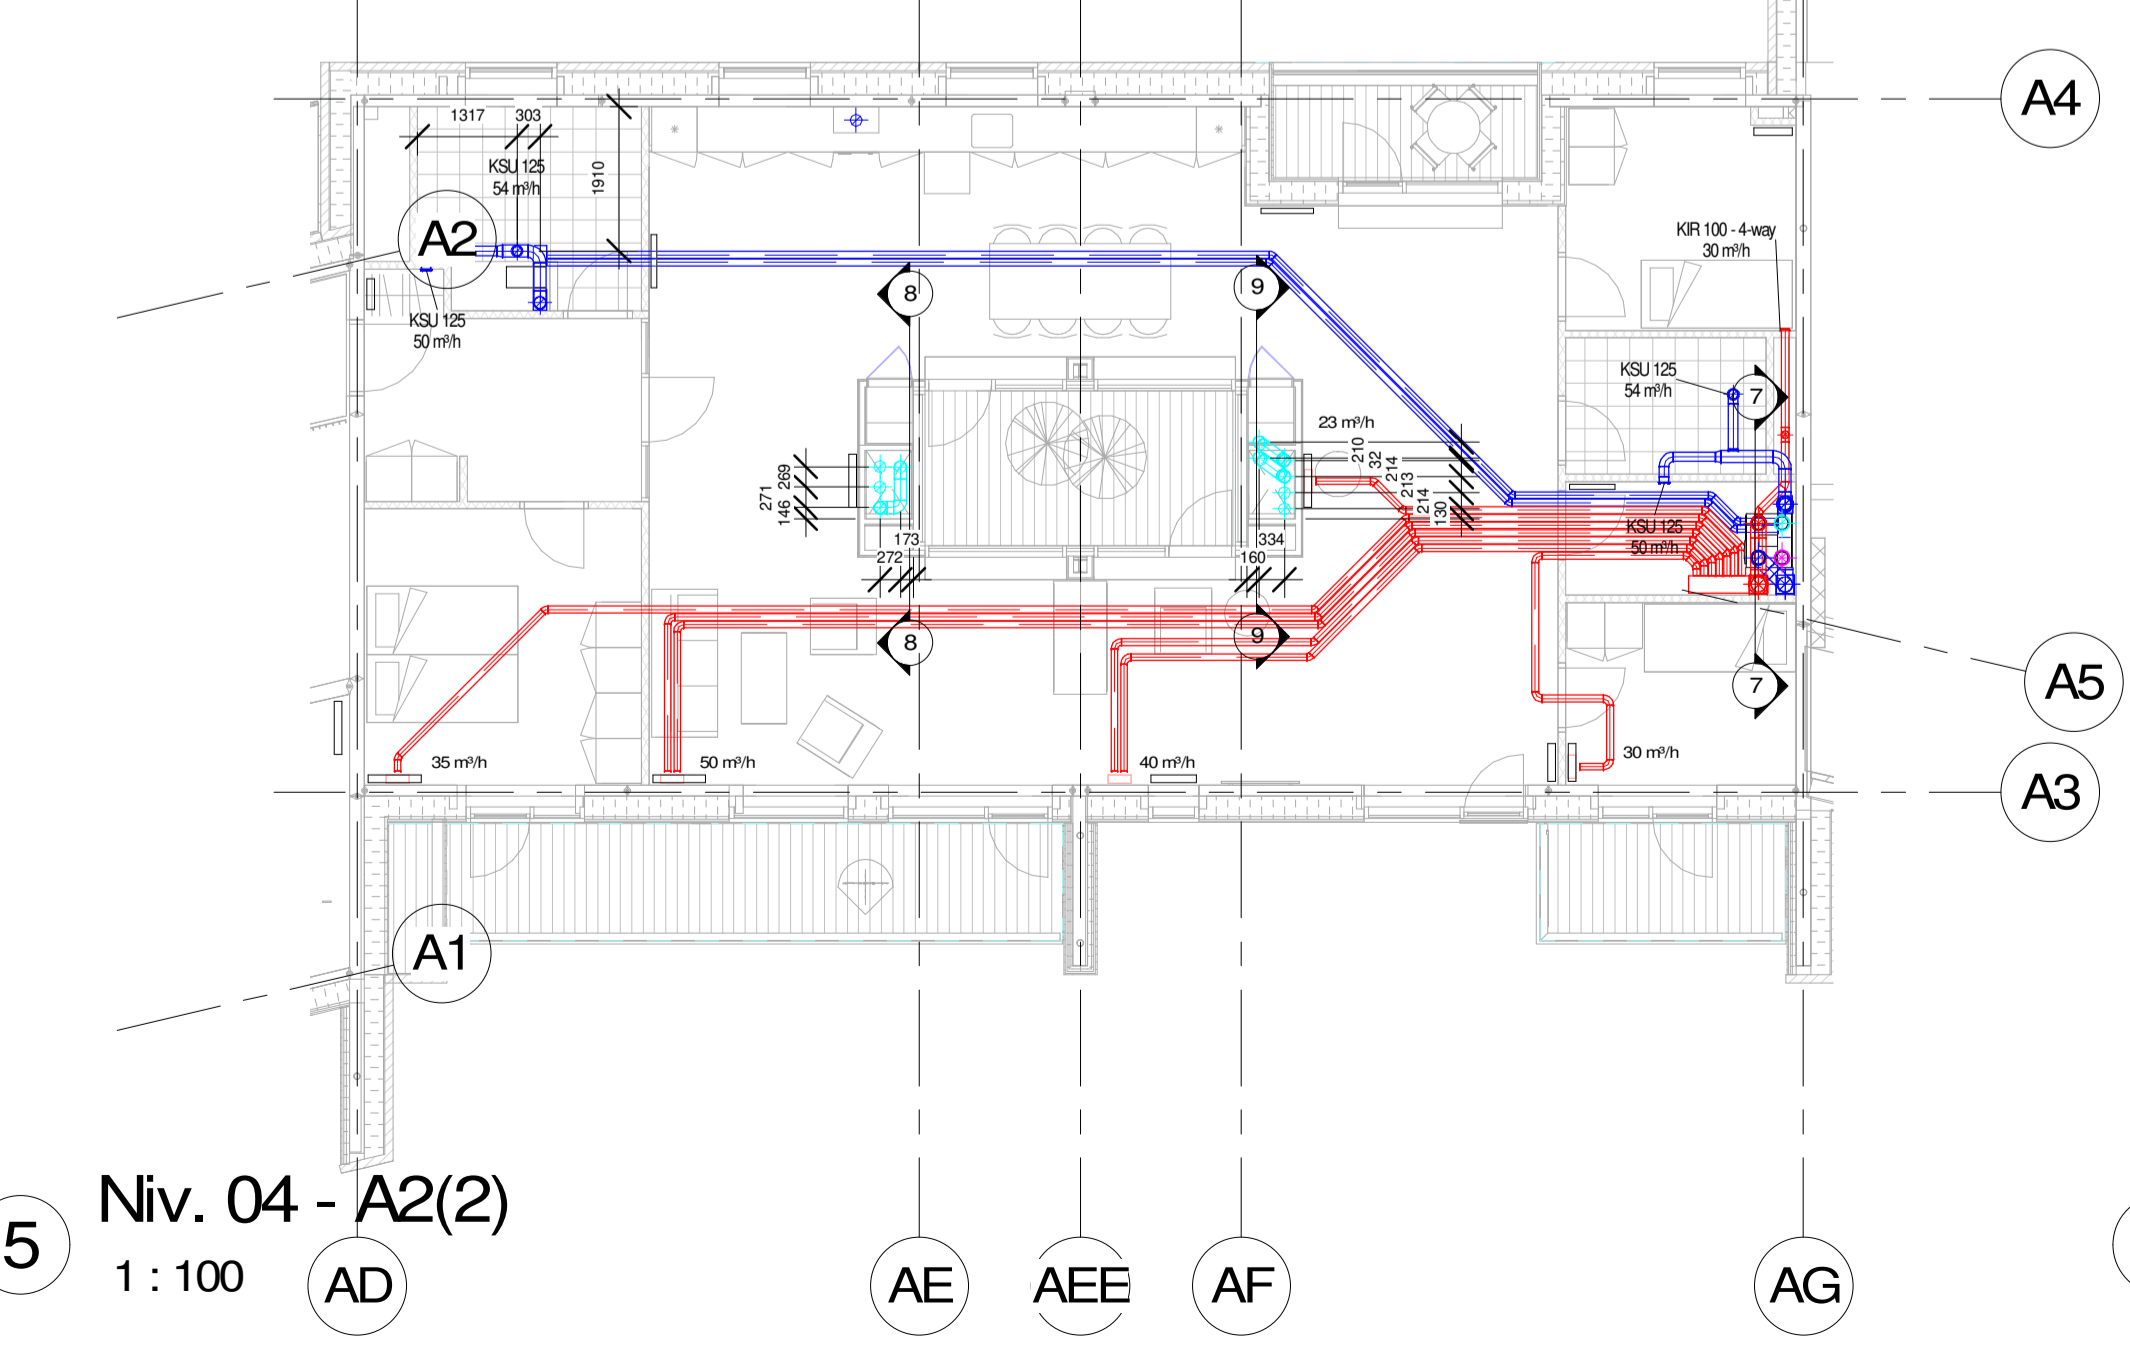 A4
1317
303
KSU 125
54 m³/h
1910
A2
KSU 125
50 m³/h
8
9
KIR 100 - 4-way
30 m³/h
KSU 125
54 m³/h
7
23 m³/h
210
32
214
213
214
130
271
269
146
173
272
334
160
KSU 125
50 m³/h
8
9
7
A5
35 m³/h
50 m³/h
40 m³/h
30 m³/h
A3
A1
5
Niv. 04 - A2(2)
1 : 100
AD
AE
AEE
AF
AG